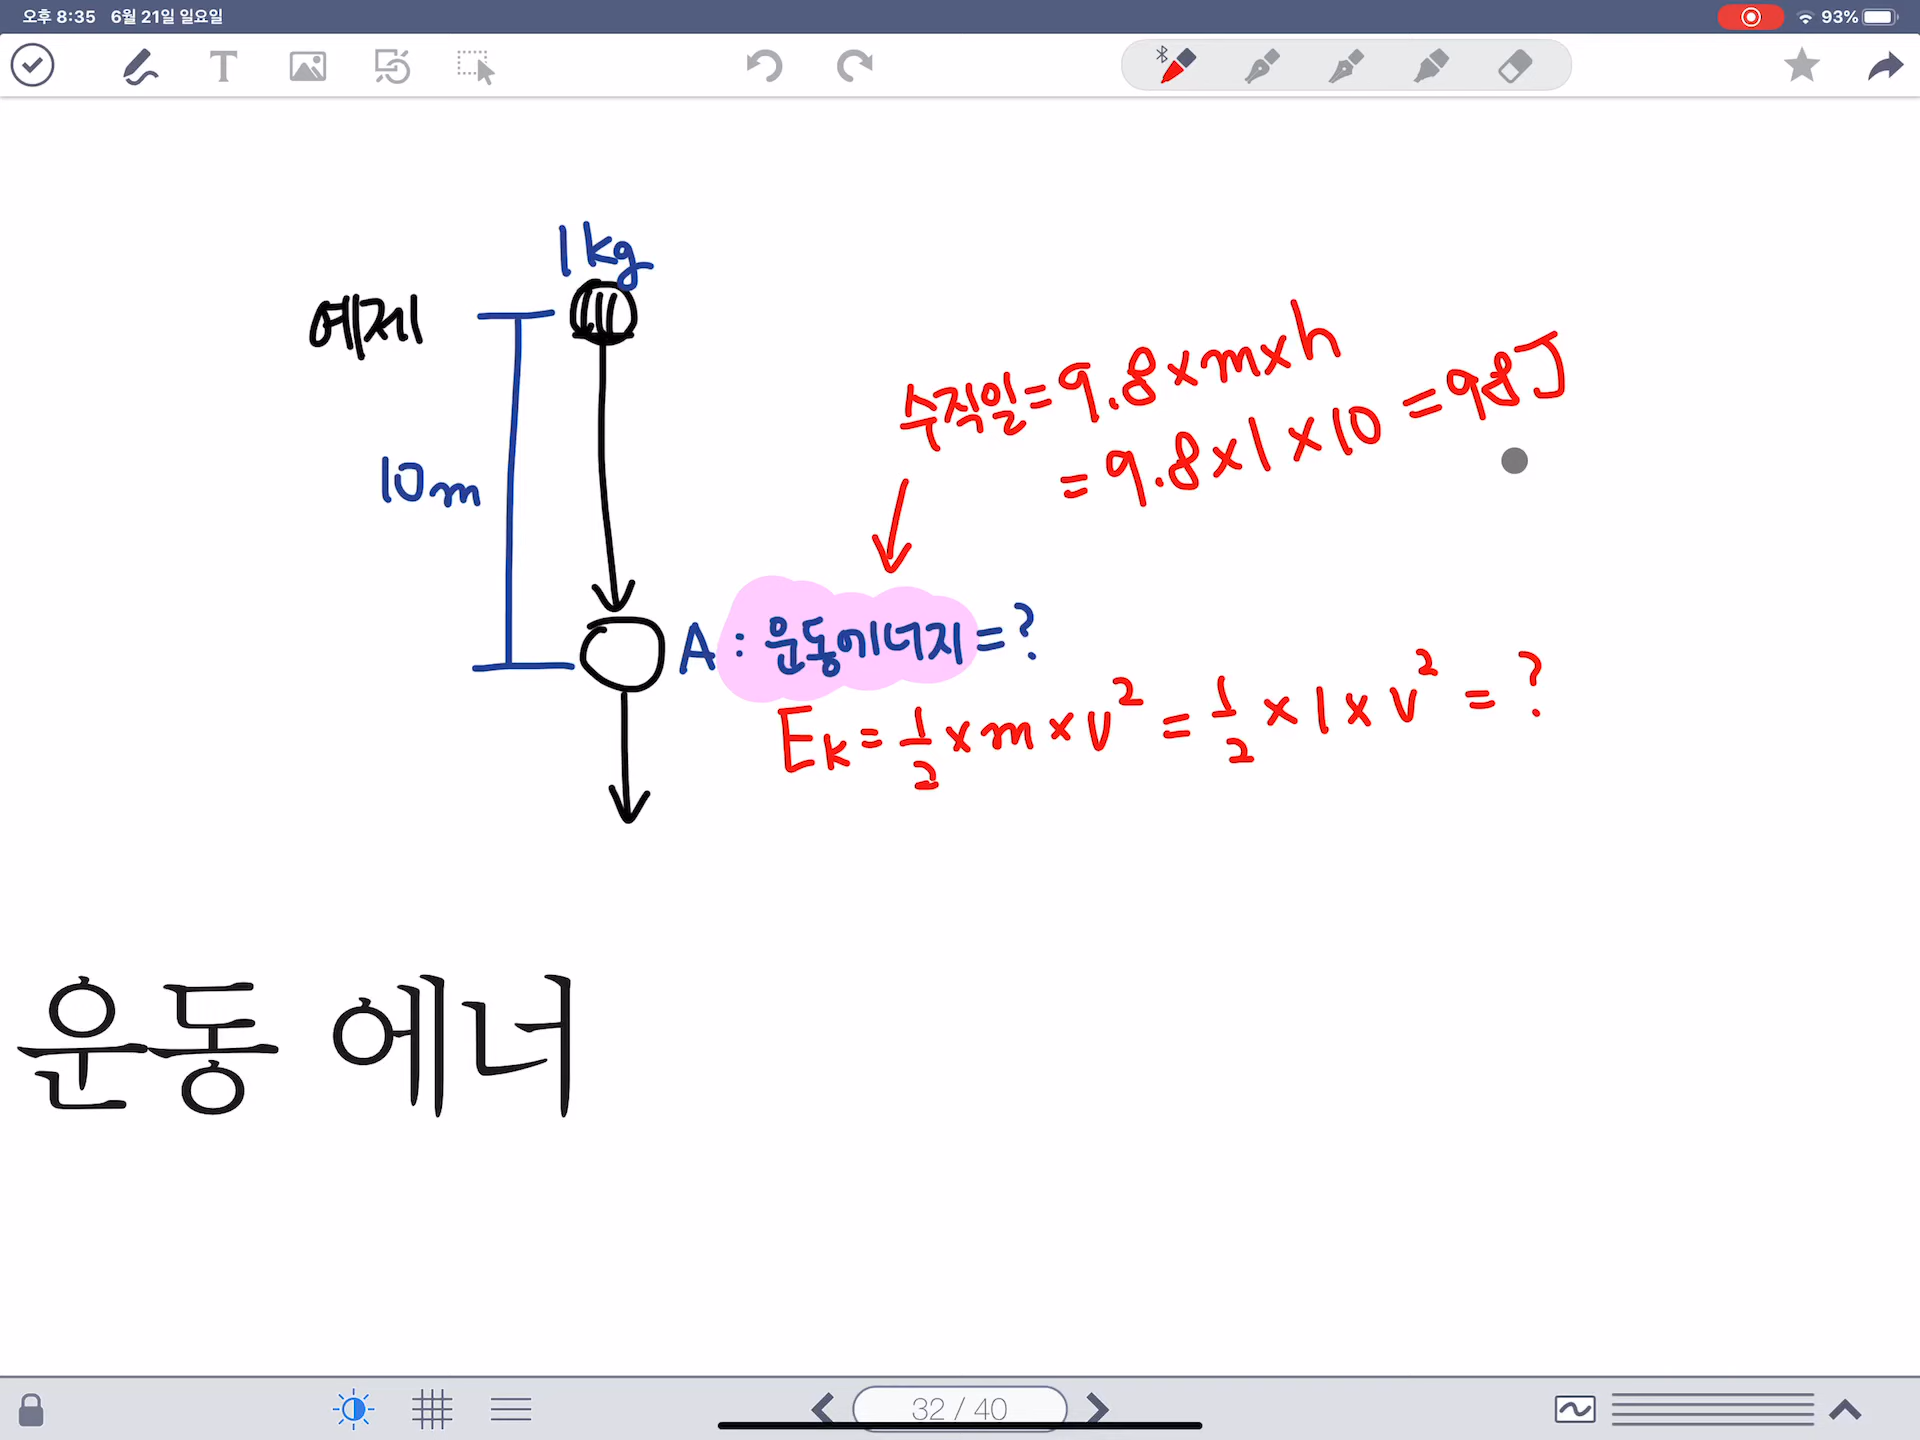 오후 8:35 6월 21일 일요일
93%
T
1kg
예제
10m
수직일=9.8×m×h
=9.8×1×10=98J
A:운동에너지=?
Eₖ=1/2×m×v²=1/2×1×v²=?
운동 에너
32 / 40